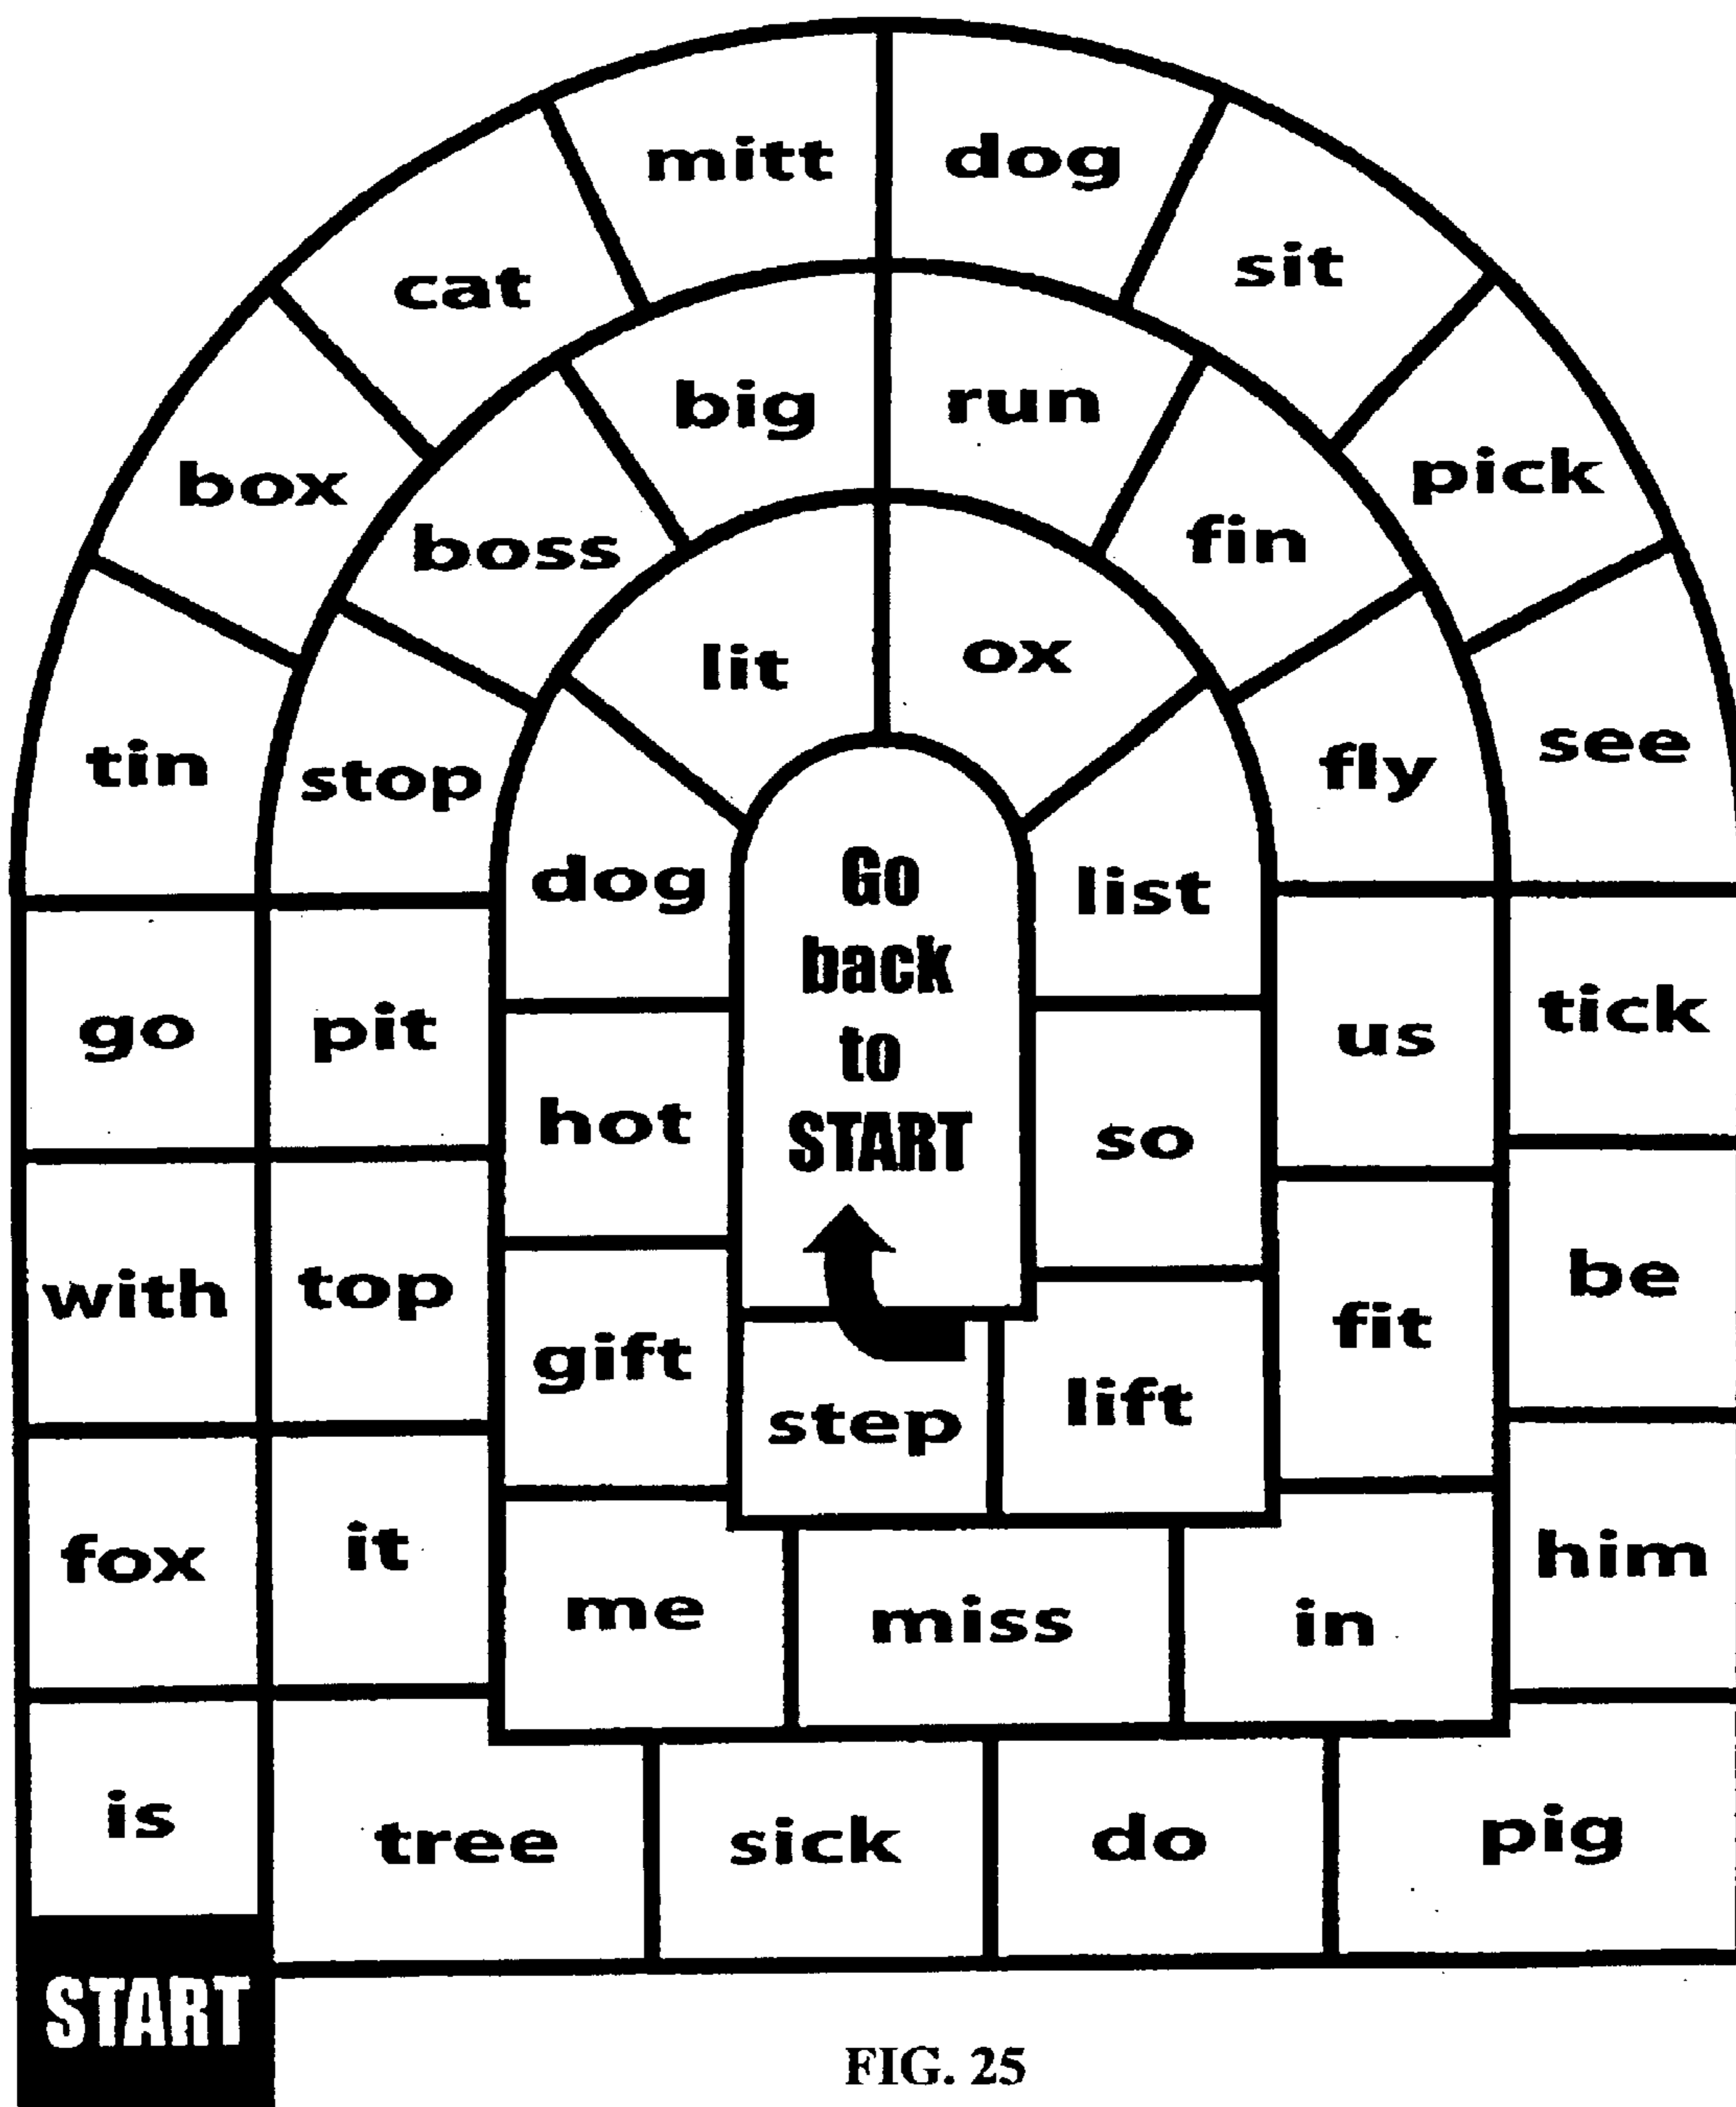 START
is
fox
with
go
tin
box
cat
mitt
dog
sit
pick
see
tick
be
him
pig
do
sick
tree
it
top
pit
stop
boss
big
run
fin
fly
us
fit
in
miss
me
gift
hot
dog
lit
ox
list
so
lift
step
Go
back
to
START
FIG. 25